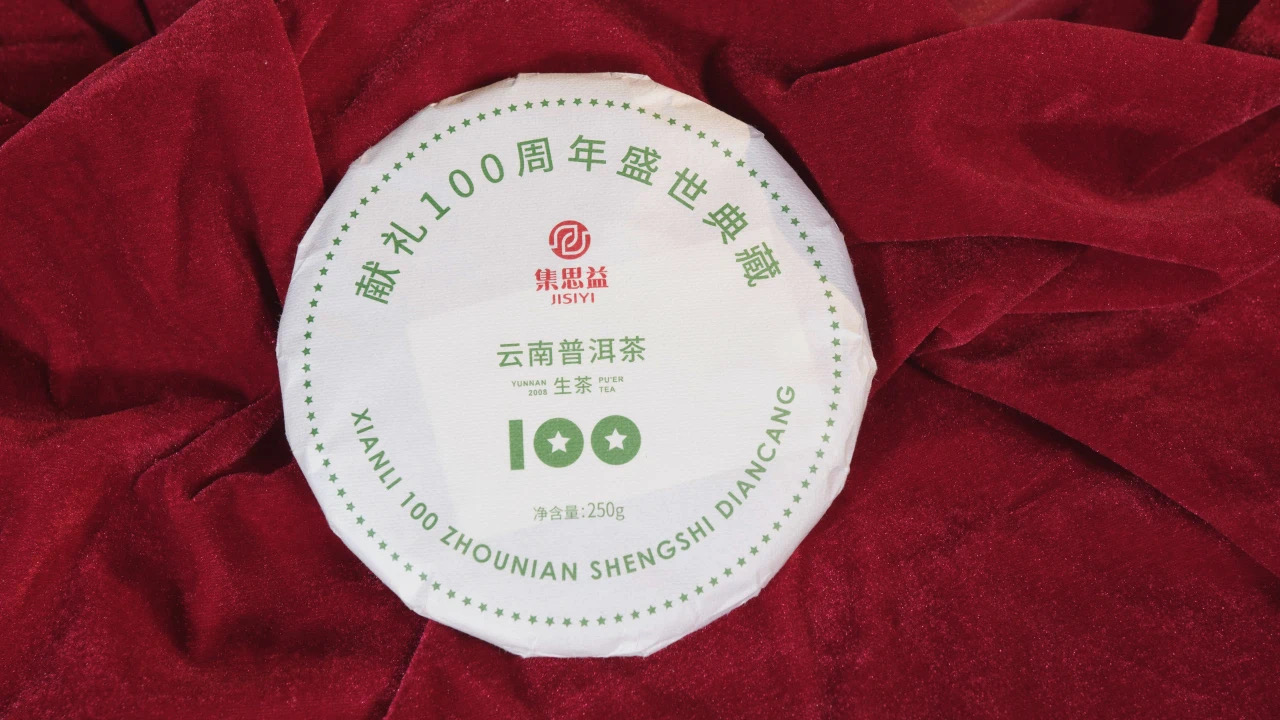 献礼100周年盛世典藏
集思益
JISIYI
云南普洱茶
YUNNAN 2008 生茶 PU'ER TEA
100
净含量:250g
XIANLI 100 ZHOUNIAN SHENGSHI DIANCANG